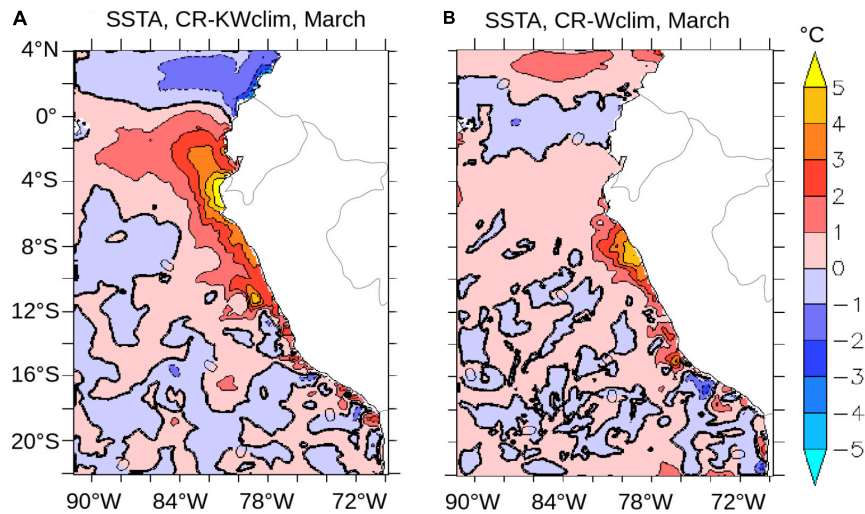 A SSTA, CR-KWclim, March
B SSTA, CR-Wclim, March
°C
4°N
0°
4°S
8°S
12°S
16°S
20°S
5
4
3
2
1
0
−1
−2
−3
−4
−5
90°W 84°W 78°W 72°W
90°W 84°W 78°W 72°W